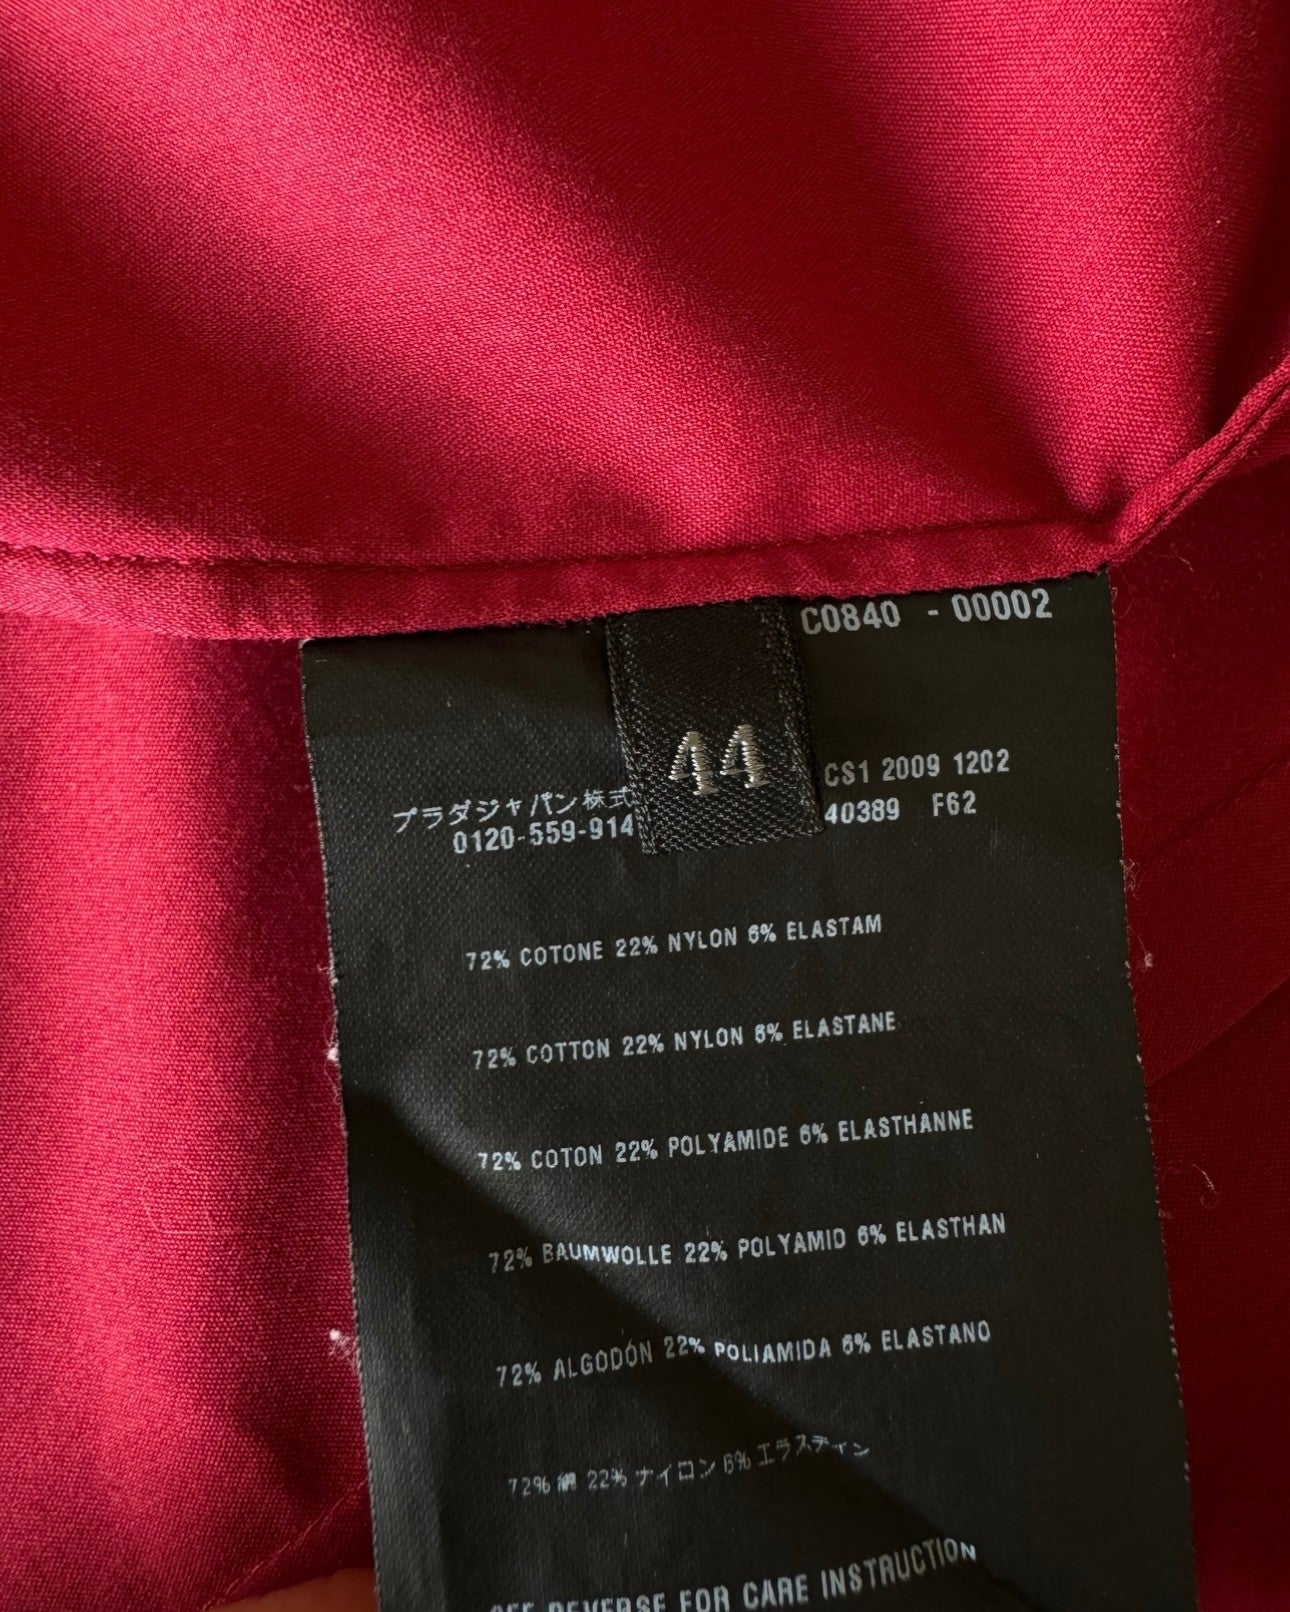 C0840 - 00002
44
CS1 2009 1202
プラダジャパン株式
40389 F62
0120-559-914
72% COTONE 22% NYLON 6% ELASTAM
72% COTTON 22% NYLON 6% ELASTANE
72% COTON 22% POLYAMIDE 6% ELASTHANNE
72% BAUMWOLLE 22% POLYAMID 6% ELASTHAN
72% ALGODÓN 22% POLIAMIDA 6% ELASTANO
72% 綿 22% ナイロン 6% エラスティン
SEE REVERSE FOR CARE INSTRUCTION